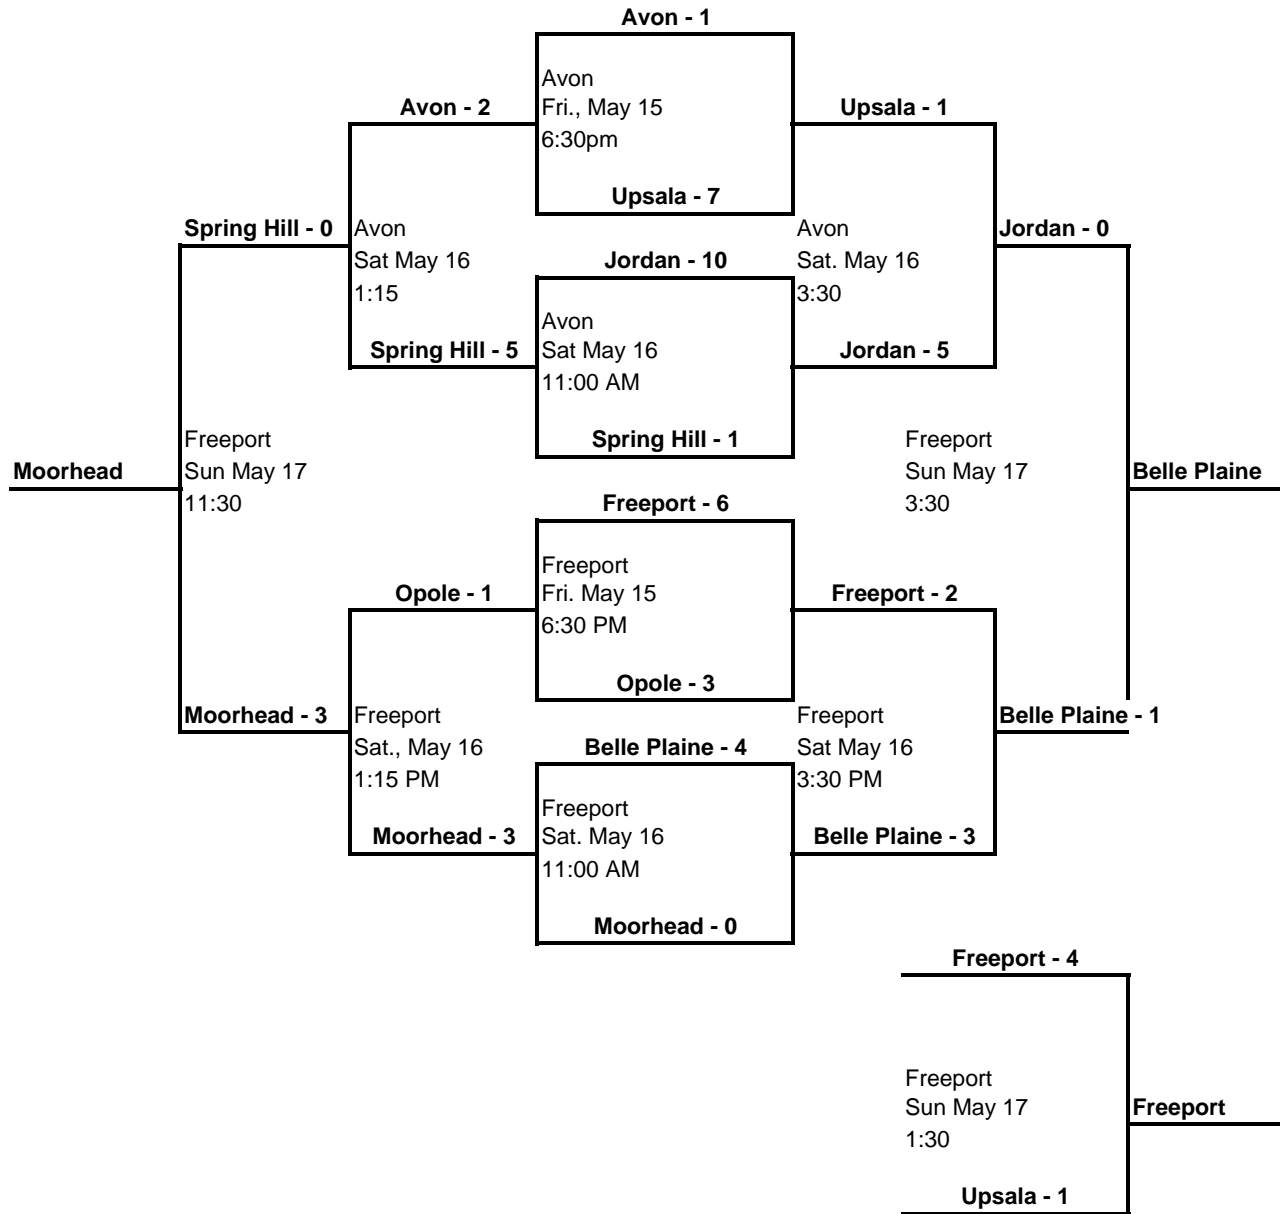 Avon - 1
Avon
Fri., May 15
6:30pm
Avon - 2
Upsala - 1
Upsala - 7
Spring Hill - 0
Avon
Sat May 16
1:15
Avon
Sat. May 16
3:30
Jordan - 0
Jordan - 10
Avon
Sat May 16
11:00 AM
Spring Hill - 5
Jordan - 5
Spring Hill - 1
Freeport
Sun May 17
11:30
Moorhead
Freeport
Sun May 17
3:30
Belle Plaine
Freeport - 6
Freeport
Fri. May 15
6:30 PM
Opole - 1
Freeport - 2
Opole - 3
Moorhead - 3
Freeport
Sat., May 16
1:15 PM
Freeport
Sat May 16
3:30 PM
Belle Plaine - 1
Belle Plaine - 4
Freeport
Sat. May 16
11:00 AM
Moorhead - 3
Belle Plaine - 3
Moorhead - 0
Freeport - 4
Freeport
Sun May 17
1:30
Freeport
Upsala - 1